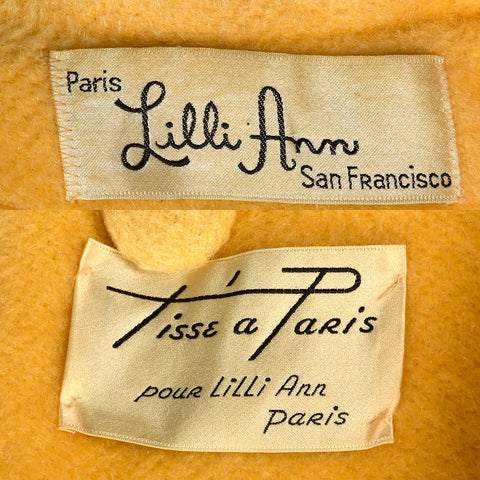 Paris
Lilli Ann
San Francisco
Tissé a Paris
pour Lilli Ann
Paris